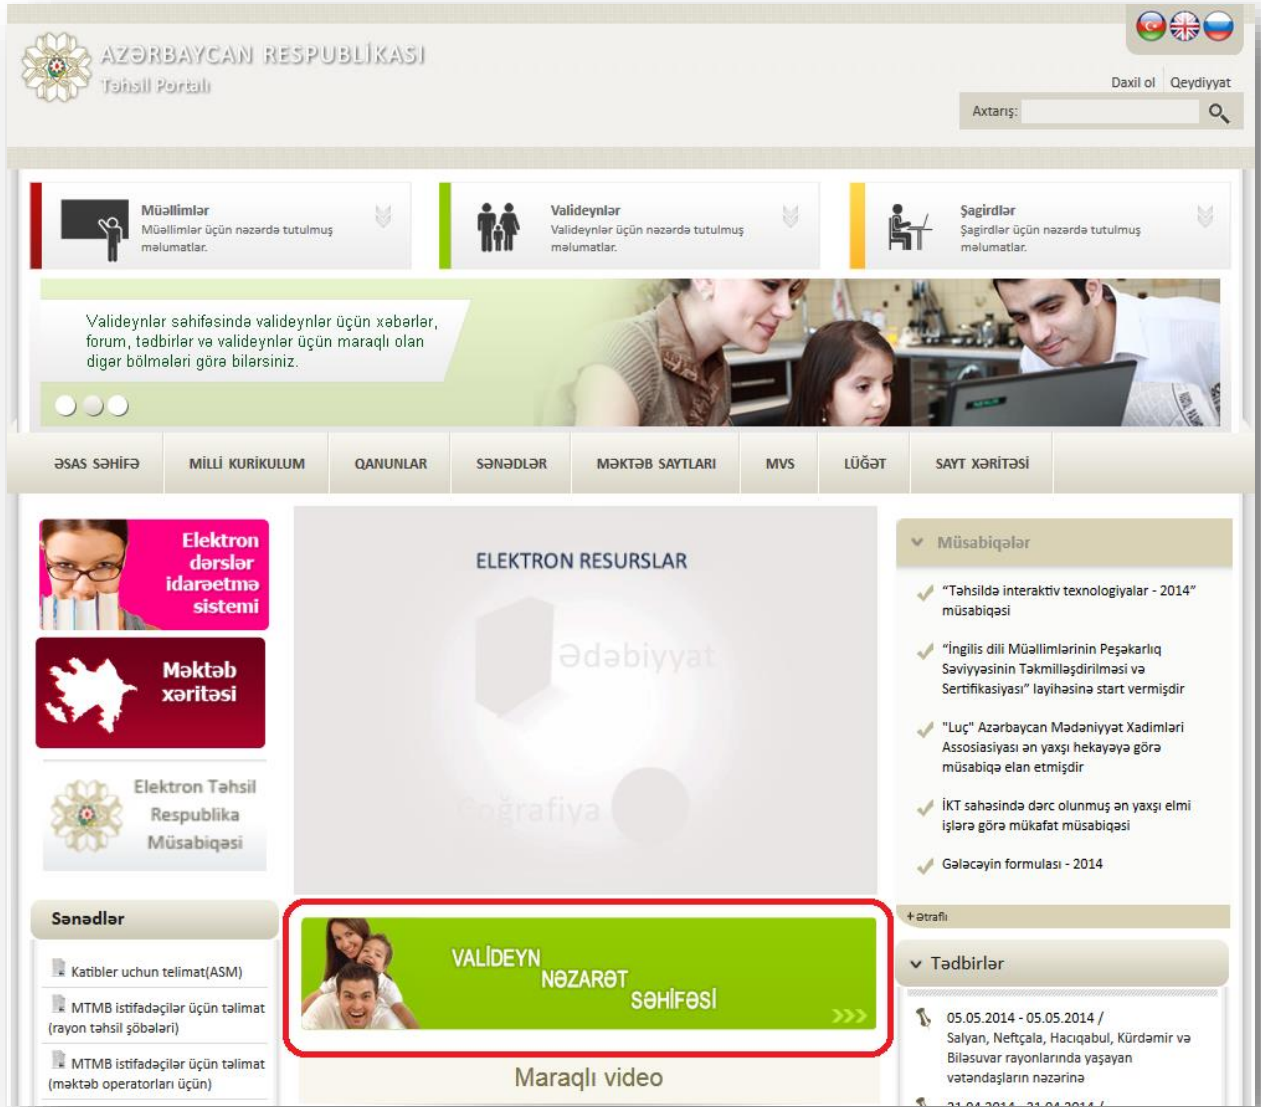 AZƏRBAYCAN RESPUBLİKASI
Təhsil Portalı
Daxil ol Qeydiyyat
Axtarış:
Müəllimlər
Müəllimlər üçün nəzərdə tutulmuş
məlumatlar.
Valideynlər
Valideynlər üçün nəzərdə tutulmuş
məlumatlar.
Şagirdlər
Şagirdlər üçün nəzərdə tutulmuş
məlumatlar.
Valideynlər səhifəsində valideynlər üçün xəbərlər,
forum, tədbirlər və valideynlər üçün maraqlı olan
digər bölmələri görə bilərsiniz.
ƏSAS SƏHİFƏ MİLLİ KURİKULUM QANUNLAR SƏNƏDLƏR MƏKTƏB SAYTLARI MVS LÜĞƏT SAYT XƏRİTƏSİ
Elektron
dərslər
idarəetmə
sistemi
Məktəb
xəritəsi
Elektron Təhsil
Respublika
Müsabiqəsi
Sənədlər
Katibler uchun telimat(ASM)
MTMB istifadəçilər üçün təlimat
(rayon təhsil şöbələri)
MTMB istifadəçilər üçün təlimat
(məktəb operatorları üçün)
ELEKTRON RESURSLAR
Ədəbiyyat
Coğrafiya
VALİDEYN
NƏZARƏT
SƏHİFƏSİ
Maraqlı video
Müsabiqələr
“Təhsildə interaktiv texnologiyalar - 2014”
müsabiqəsi
“İngilis dili Müəllimlərinin Peşəkarlıq
Səviyyəsinin Təkmilləşdirilməsi və
Sertifikasiyası” layihəsinə start vermişdir
"Luç" Azərbaycan Mədəniyyət Xadimləri
Assosiasiyası ən yaxşı hekayəyə görə
müsabiqə elan etmişdir
İKT sahəsində dərc olunmuş ən yaxşı elmi
işlərə görə mükafat müsabiqəsi
Gələcəyin formulası - 2014
+ətraflı
Tədbirlər
05.05.2014 - 05.05.2014 /
Salyan, Neftçala, Hacıqabul, Kürdəmir və
Biləsuvar rayonlarında yaşayan
vətəndaşların nəzərinə